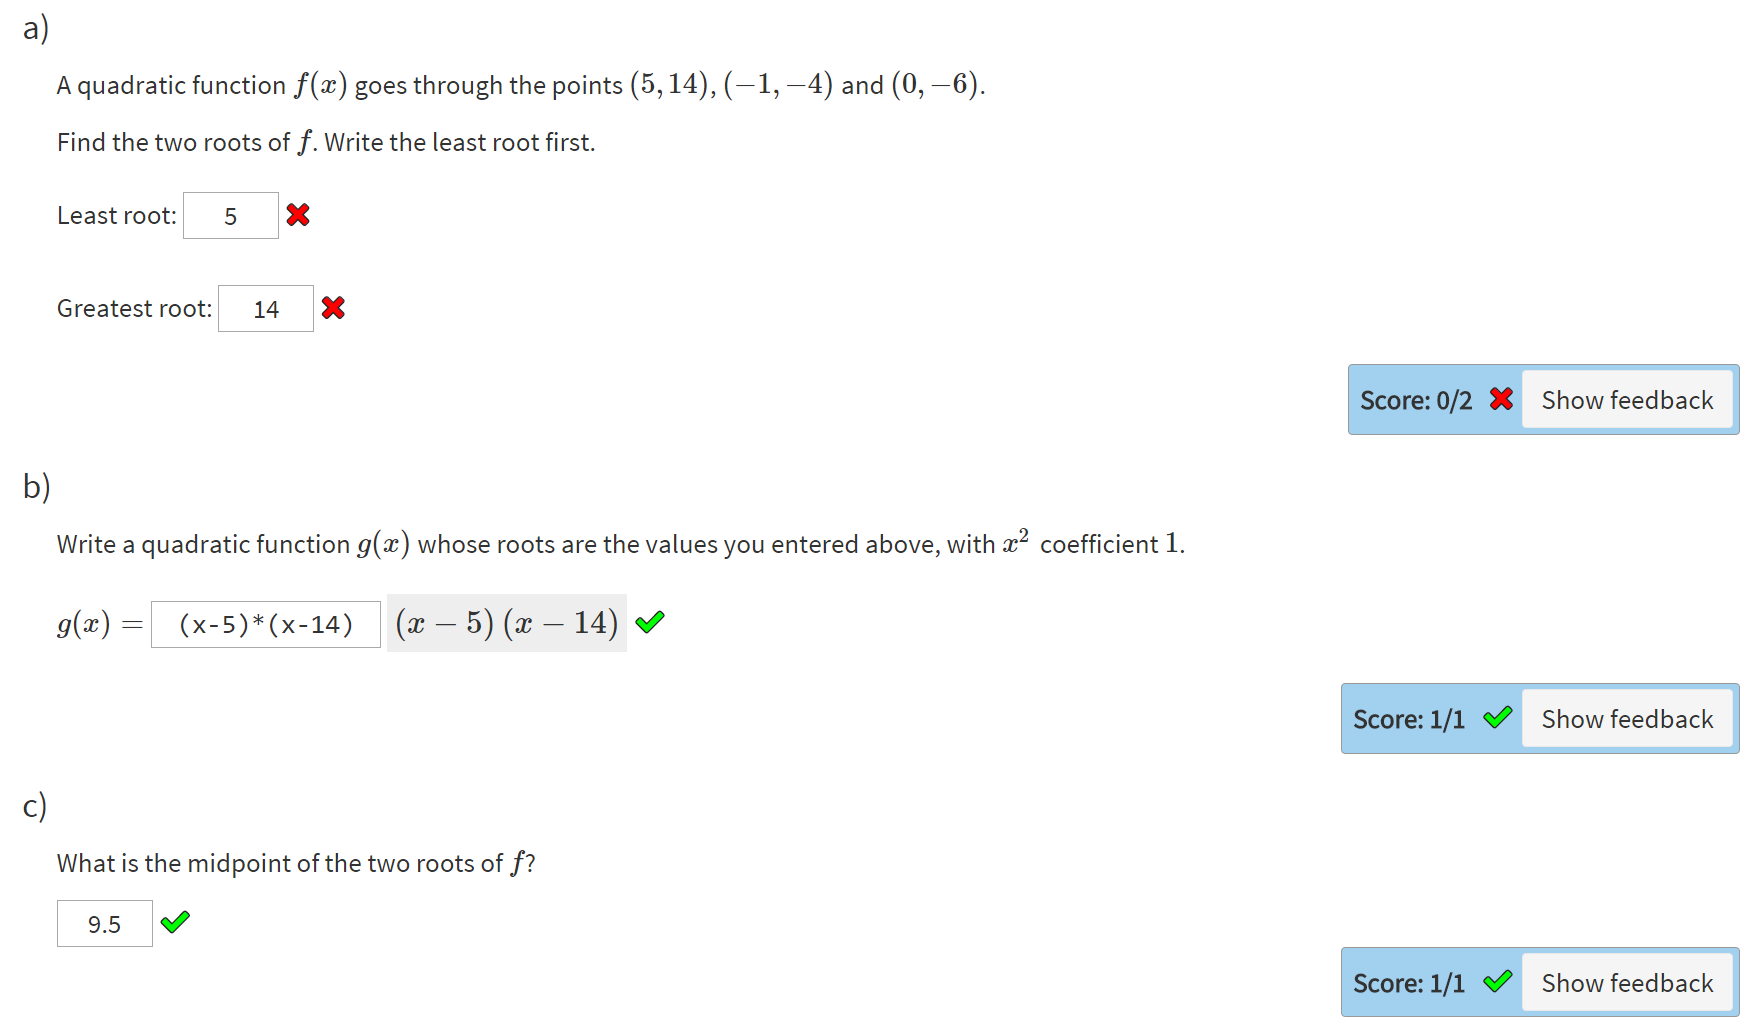 a)
A quadratic function f(x) goes through the points (5, 14), (−1, −4) and (0, −6).
Find the two roots of f. Write the least root first.
Least root: 5
Greatest root: 14
Score: 0/2 Show feedback
b)
Write a quadratic function g(x) whose roots are the values you entered above, with x² coefficient 1.
g(x) = (x-5)*(x-14) (x − 5) (x − 14)
Score: 1/1 Show feedback
c)
What is the midpoint of the two roots of f?
9.5
Score: 1/1 Show feedback